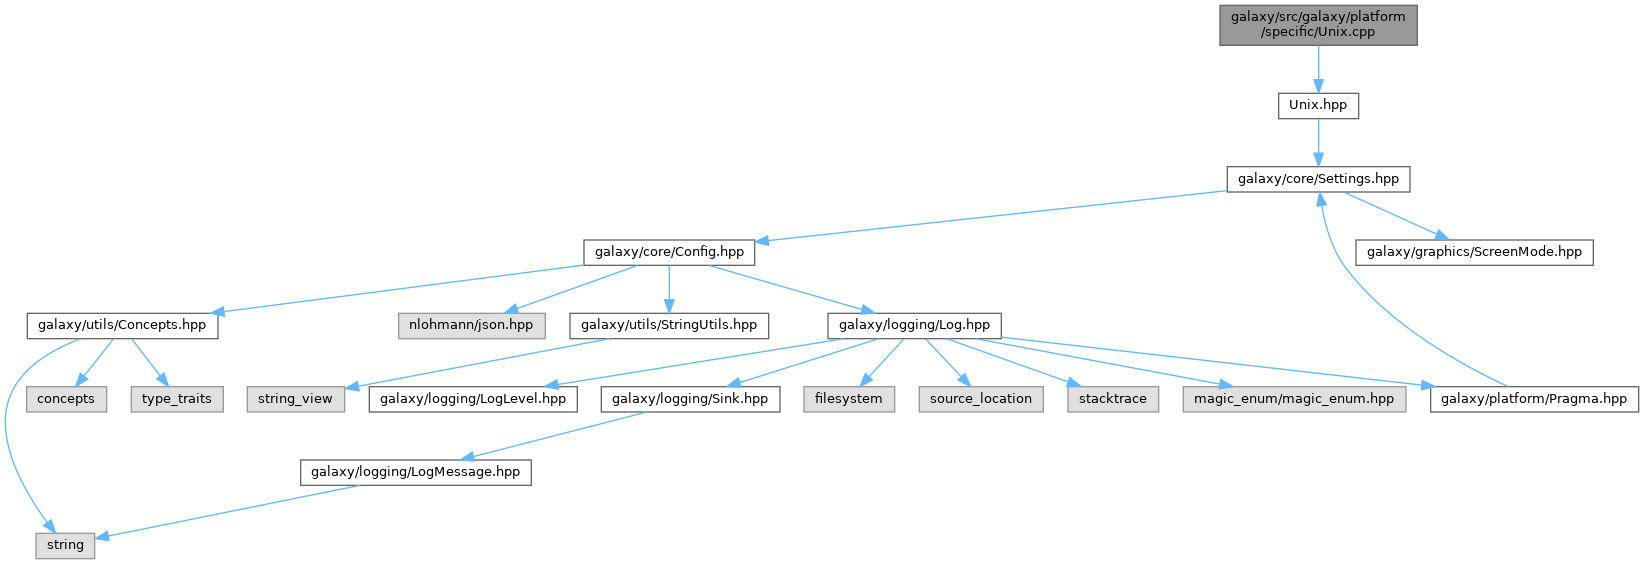 galaxy/src/galaxy/platform
/specific/Unix.cpp
Unix.hpp
galaxy/core/Settings.hpp
galaxy/core/Config.hpp
galaxy/graphics/ScreenMode.hpp
galaxy/utils/Concepts.hpp
nlohmann/json.hpp
galaxy/utils/StringUtils.hpp
galaxy/logging/Log.hpp
concepts
type_traits
string_view
galaxy/logging/LogLevel.hpp
galaxy/logging/Sink.hpp
filesystem
source_location
stacktrace
magic_enum/magic_enum.hpp
galaxy/platform/Pragma.hpp
galaxy/logging/LogMessage.hpp
string